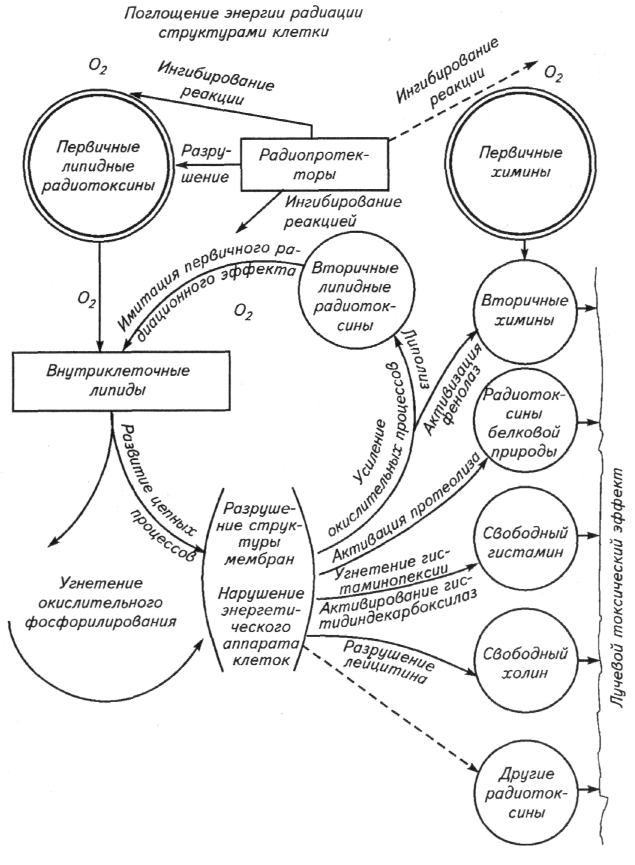 Поглощение энергии радиации
структурами клетки
O2
Ингибирование
реакции
Ингибирование
реакции
O2
Первичные
липидные
радиотоксины
Разру-
шение
Радиопротек-
торы
Первичные
химины
Ингибирование
реакцией
Имитация первичного ра-
диационного эффекта
O2
O2
Вторичные
липидные
радиоток-
сины
Вторичные
химины
Липолиз
Активизация
фенолаз
Внутриклеточные
липиды
Усиление
окислительных процессов
Радиоток-
сины
белковой
природы
Развитие цепных
процессов
Активация протеолиза
Разруше-
ние струк-
туры
мембран
Нарушение
энергети-
ческого
аппарата
клеток
Угнетение гис-
таминопексии
Активирование гис-
тидиндекарбоксилаз
Свободный
гистамин
Угнетение
окислительного
фосфорилирования
Разрушение
лейцитина
Свободный
холин
Другие
радиоток-
сины
Лучевой токсический эффект